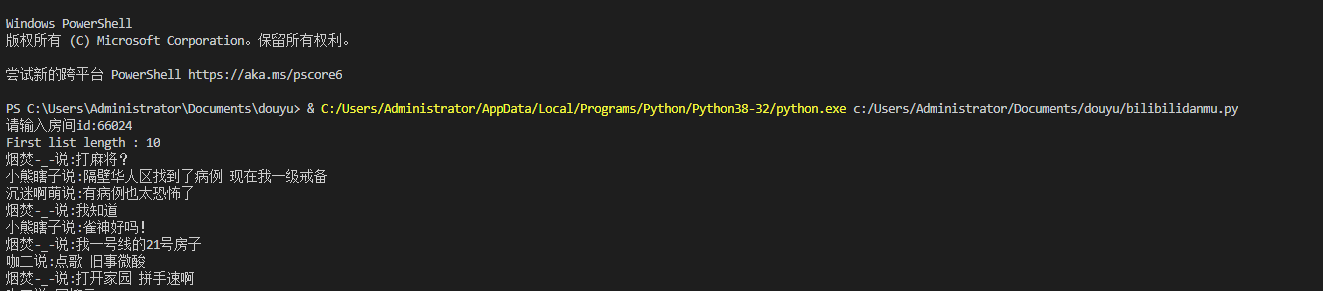 Windows PowerShell
版权所有 (C) Microsoft Corporation。保留所有权利。
尝试新的跨平台 PowerShell https://aka.ms/pscore6
PS C:\Users\Administrator\Documents\douyu> & C:/Users/Administrator/AppData/Local/Programs/Python/Python38-32/python.exe c:/Users/Administrator/Documents/douyu/bilibilidanmu.py
请输入房间id:66024
First list length : 10
烟焚-_-说:打麻将?
小熊瞎子说:隔壁华人区找到了病例 现在我一级戒备
沉迷啊萌说:有病例也太恐怖了
烟焚-_-说:我知道
小熊瞎子说:雀神好吗!
烟焚-_-说:我一号线的21号房子
咖二说:点歌 旧事微酸
烟焚-_-说:打开家园 拼手速啊